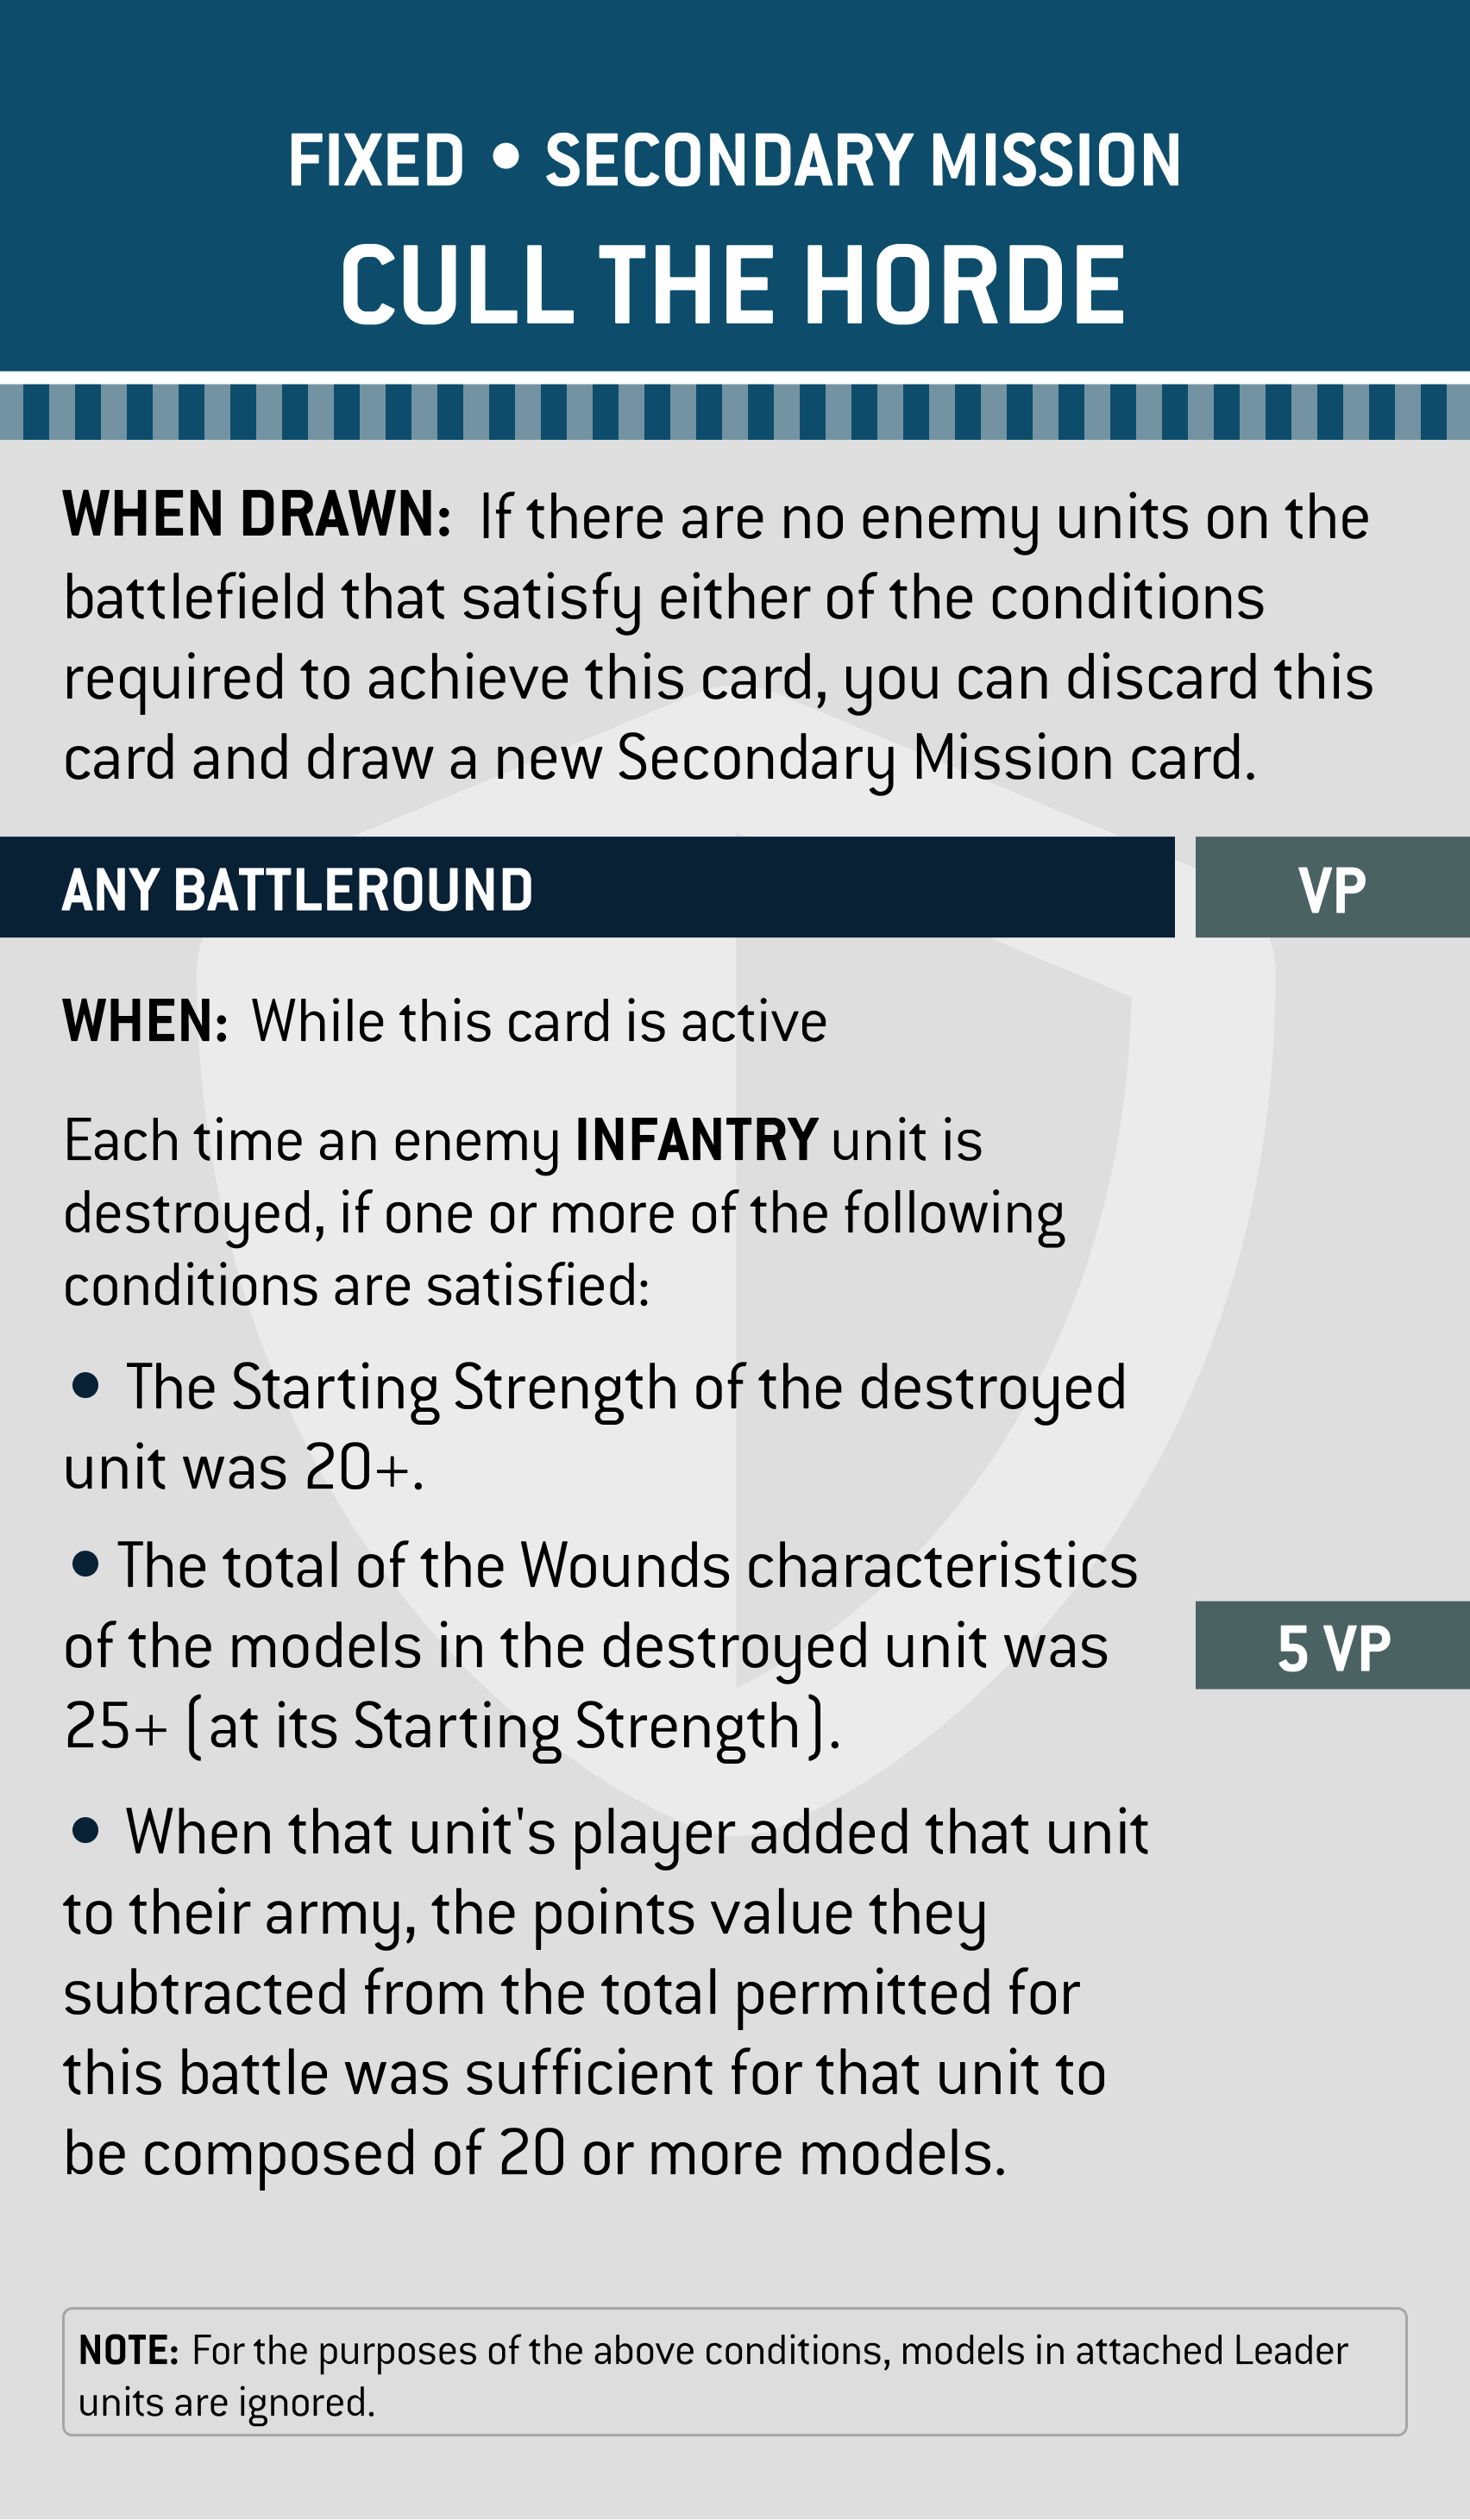 FIXED • SECONDARY MISSION
CULL THE HORDE
WHEN DRAWN: If there are no enemy units on the
battlefield that satisfy either of the conditions
required to achieve this card, you can discard this
card and draw a new Secondary Mission card.
ANY BATTLEROUND
VP
WHEN: While this card is active
Each time an enemy INFANTRY unit is
destroyed, if one or more of the following
conditions are satisfied:
• The Starting Strength of the destroyed
unit was 20+.
• The total of the Wounds characteristics
of the models in the destroyed unit was
25+ (at its Starting Strength).
5 VP
• When that unit's player added that unit
to their army, the points value they
subtracted from the total permitted for
this battle was sufficient for that unit to
be composed of 20 or more models.
NOTE: For the purposes of the above conditions, models in attached Leader
units are ignored.